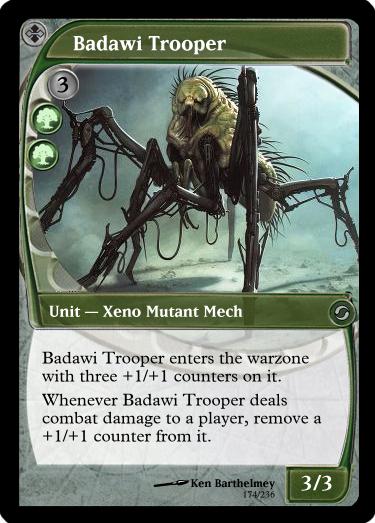 Badawi Trooper
3
Unit — Xeno Mutant Mech
Badawi Trooper enters the warzone
with three +1/+1 counters on it.
Whenever Badawi Trooper deals
combat damage to a player, remove a
+1/+1 counter from it.
Ken Barthelmey
174/236
3/3